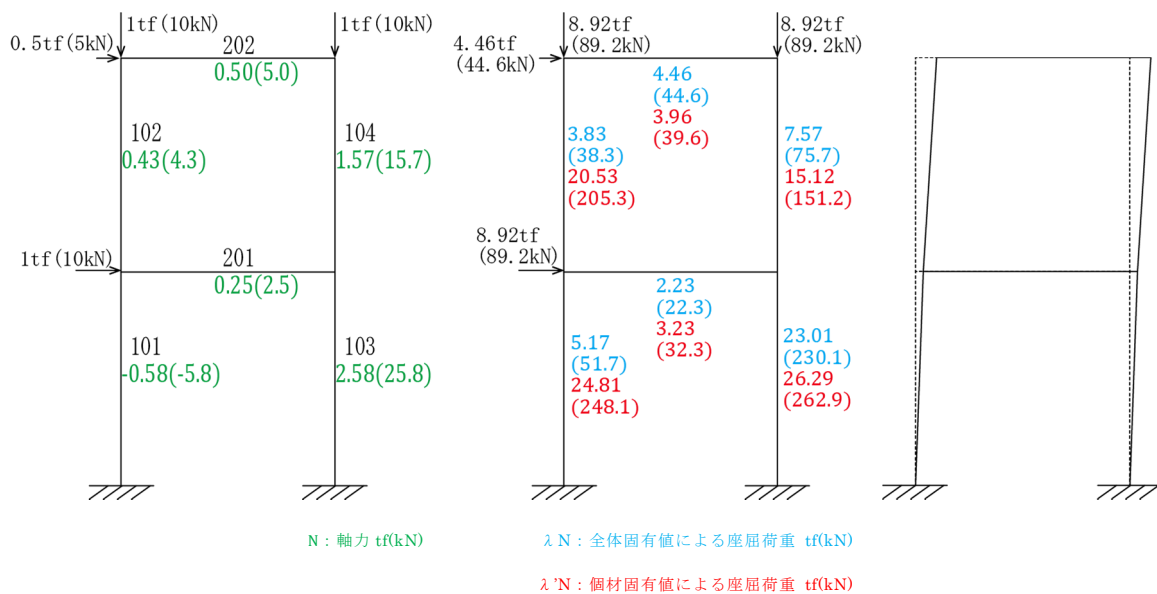 1tf(10kN)
1tf(10kN)
0.5tf(5kN)
202
0.50(5.0)
102
0.43(4.3)
104
1.57(15.7)
1tf(10kN)
201
0.25(2.5)
101
-0.58(-5.8)
103
2.58(25.8)
8.92tf
(89.2kN)
8.92tf
(89.2kN)
4.46tf
(44.6kN)
4.46
(44.6)
3.96
(39.6)
3.83
(38.3)
20.53
(205.3)
7.57
(75.7)
15.12
(151.2)
8.92tf
(89.2kN)
2.23
(22.3)
3.23
(32.3)
5.17
(51.7)
24.81
(248.1)
23.01
(230.1)
26.29
(262.9)
N：軸力 tf(kN)
λN：全体固有値による座屈荷重 tf(kN)
λ'N：個材固有値による座屈荷重 tf(kN)